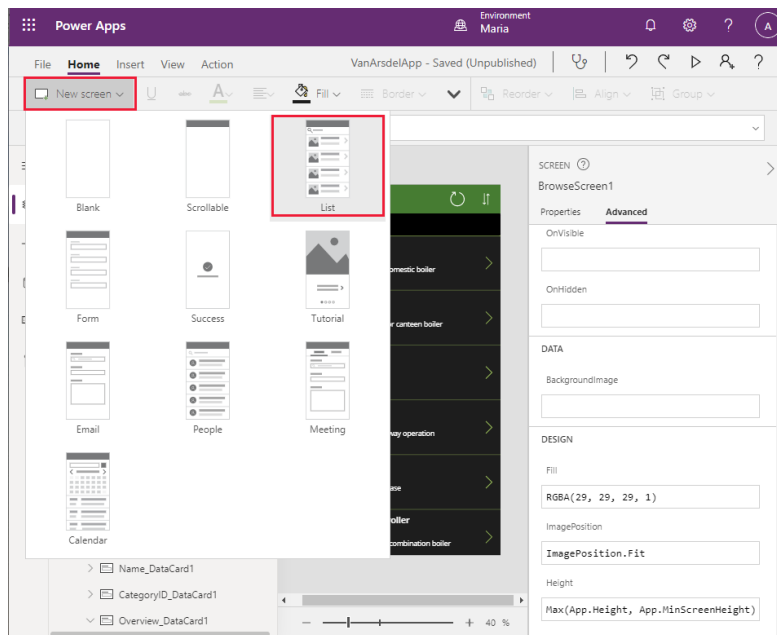 Power Apps
Environment
Maria
A
File Home Insert View Action
VanArsdelApp - Saved (Unpublished)
New screen
Fill
Border
Reorder
Align
Group
Blank
Scrollable
List
Form
Success
Tutorial
Email
People
Meeting
Calendar
omestic boiler
r canteen boiler
way operation
ase
oller
combination boiler
SCREEN
BrowseScreen1
Properties Advanced
OnVisible
OnHidden
DATA
BackgroundImage
DESIGN
Fill
RGBA(29, 29, 29, 1)
ImagePosition
ImagePosition.Fit
Height
Max(App.Height, App.MinScreenHeight)
Name_DataCard1
CategoryID_DataCard1
Overview_DataCard1
40 %